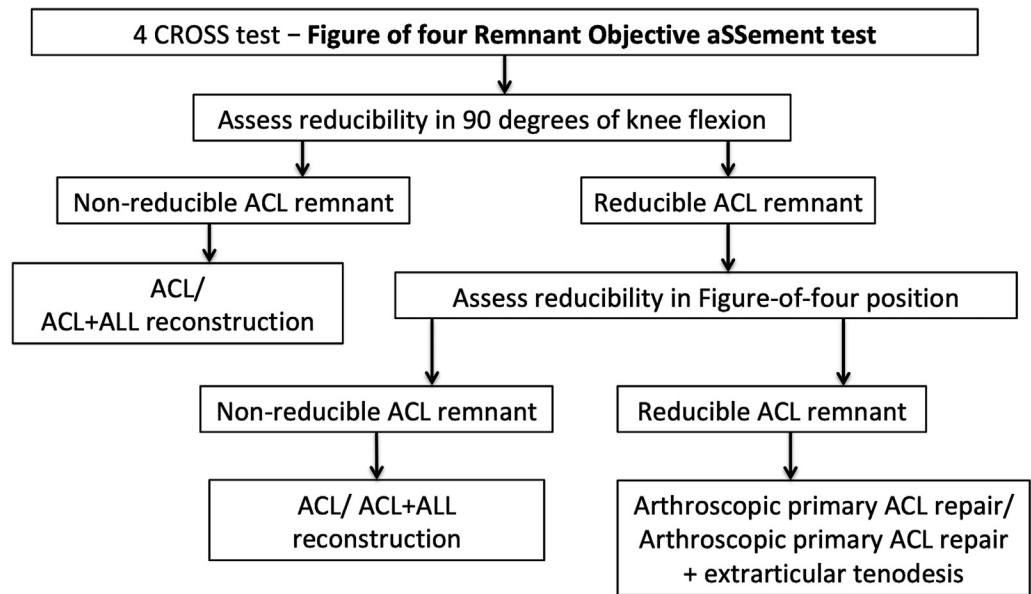 4 CROSS test – Figure of four Remnant Objective aSSement test
Assess reducibility in 90 degrees of knee flexion
Non-reducible ACL remnant
Reducible ACL remnant
ACL/
ACL+ALL reconstruction
Assess reducibility in Figure-of-four position
Non-reducible ACL remnant
Reducible ACL remnant
ACL/ ACL+ALL
reconstruction
Arthroscopic primary ACL repair/
Arthroscopic primary ACL repair
+ extrarticular tenodesis